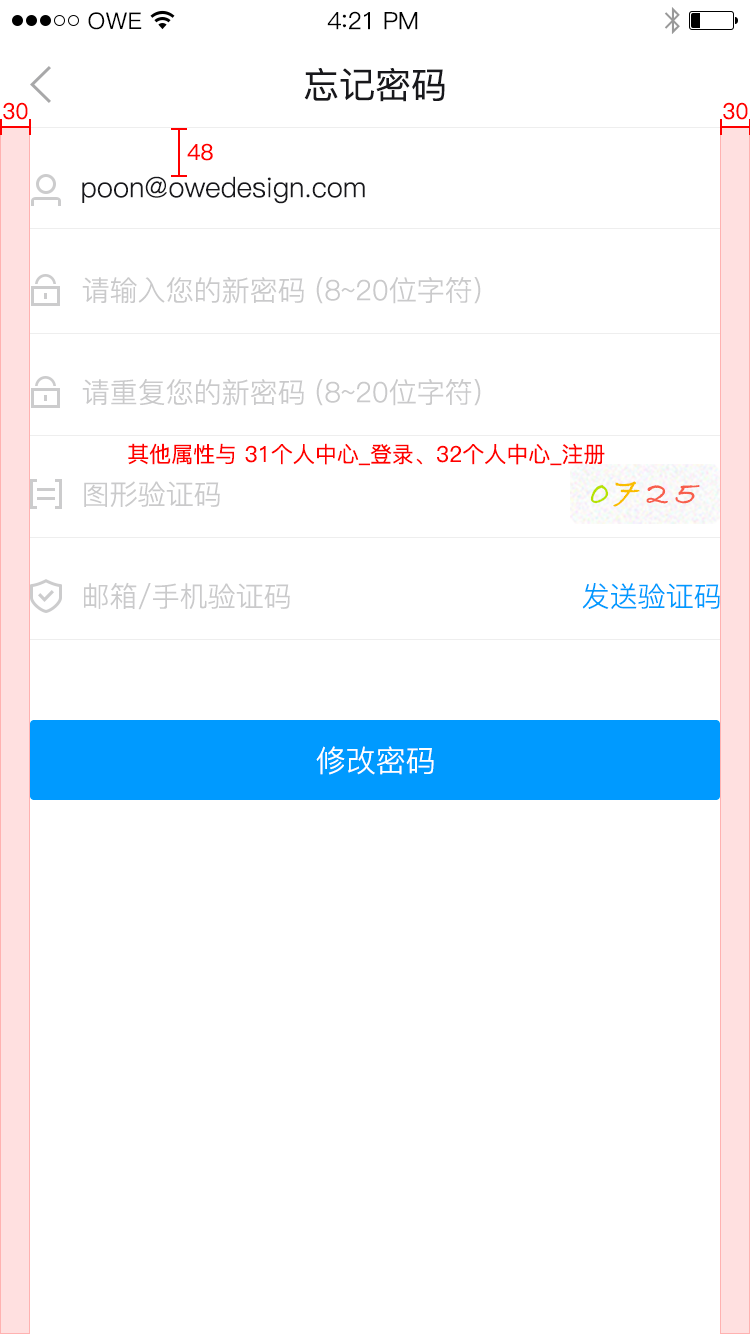 OWE
4:21 PM
忘记密码
30
30
48
poon@owedesign.com
请输入您的新密码 (8~20位字符)
请重复您的新密码 (8~20位字符)
其他属性与 31个人中心_登录、32个人中心_注册
图形验证码
0725
邮箱/手机验证码
发送验证码
修改密码